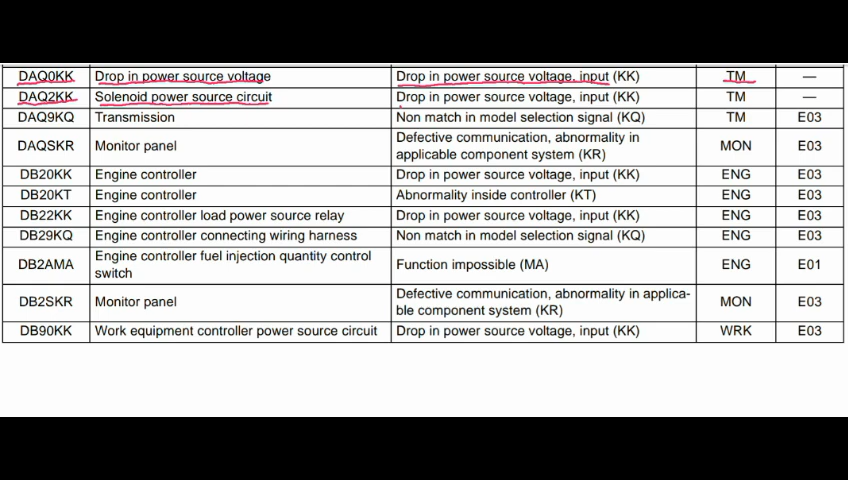 DAQ0KK Drop in power source voltage Drop in power source voltage, input (KK) TM —
DAQ2KK Solenoid power source circuit Drop in power source voltage, input (KK) TM —
DAQ9KQ Transmission Non match in model selection signal (KQ) TM E03
DAQSKR Monitor panel Defective communication, abnormality in
applicable component system (KR) MON E03
DB20KK Engine controller Drop in power source voltage, input (KK) ENG E03
DB20KT Engine controller Abnormality inside controller (KT) ENG E03
DB22KK Engine controller load power source relay Drop in power source voltage, input (KK) ENG E03
DB29KQ Engine controller connecting wiring harness Non match in model selection signal (KQ) ENG E03
DB2AMA Engine controller fuel injection quantity control
switch Function impossible (MA) ENG E01
DB2SKR Monitor panel Defective communication, abnormality in applica-
ble component system (KR) MON E03
DB90KK Work equipment controller power source circuit Drop in power source voltage, input (KK) WRK E03